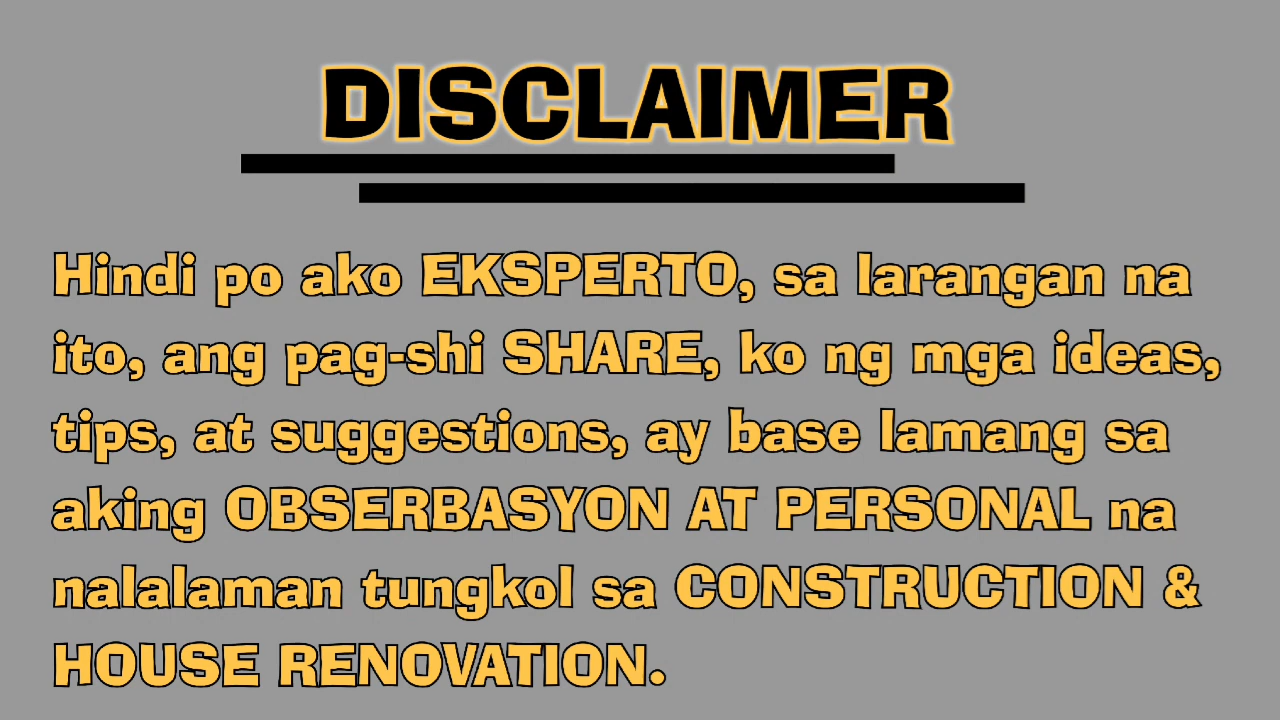 DISCLAIMER
Hindi po ako EKSPERTO, sa larangan na
ito, ang pag-shi SHARE, ko ng mga ideas,
tips, at suggestions, ay base lamang sa
aking OBSERBASYON AT PERSONAL na
nalalaman tungkol sa CONSTRUCTION &
HOUSE RENOVATION.